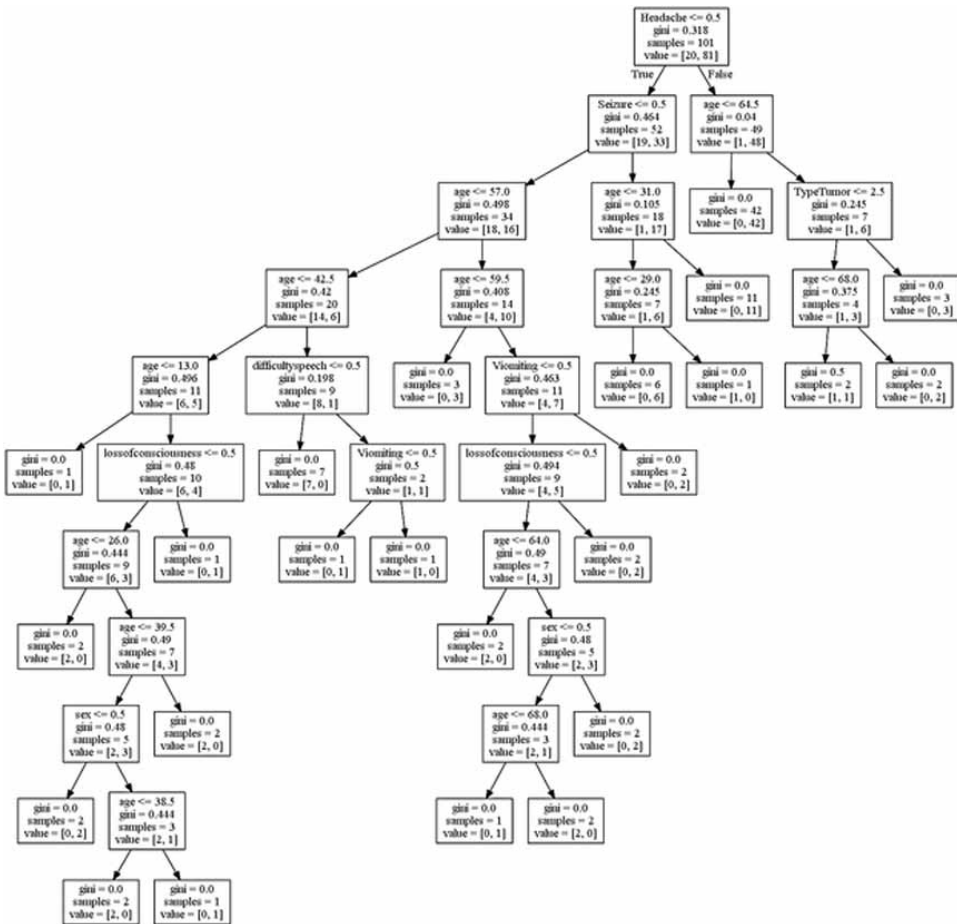 Headache <= 0.5
gini = 0.318
samples = 101
value = [20, 81]
True
False
Seizure <= 0.5
gini = 0.464
samples = 52
value = [19, 33]
age <= 64.5
gini = 0.04
samples = 49
value = [1, 48]
age <= 57.0
gini = 0.498
samples = 34
value = [18, 16]
age <= 31.0
gini = 0.105
samples = 18
value = [1, 17]
gini = 0.0
samples = 42
value = [0, 42]
TypeTumor <= 2.5
gini = 0.245
samples = 7
value = [1, 6]
age <= 42.5
gini = 0.42
samples = 20
value = [14, 6]
age <= 59.5
gini = 0.408
samples = 14
value = [4, 10]
age <= 29.0
gini = 0.245
samples = 7
value = [1, 6]
gini = 0.0
samples = 11
value = [0, 11]
age <= 68.0
gini = 0.375
samples = 4
value = [1, 3]
gini = 0.0
samples = 3
value = [0, 3]
age <= 13.0
gini = 0.496
samples = 11
value = [6, 5]
difficultyspeech <= 0.5
gini = 0.198
samples = 9
value = [8, 1]
gini = 0.0
samples = 3
value = [0, 3]
Viomiting <= 0.5
gini = 0.463
samples = 11
value = [4, 7]
gini = 0.0
samples = 6
value = [0, 6]
gini = 0.0
samples = 1
value = [1, 0]
gini = 0.5
samples = 2
value = [1, 1]
gini = 0.0
samples = 2
value = [0, 2]
gini = 0.0
samples = 1
value = [0, 1]
lossofconsciousness <= 0.5
gini = 0.48
samples = 10
value = [6, 4]
gini = 0.0
samples = 7
value = [7, 0]
Viomiting <= 0.5
gini = 0.5
samples = 2
value = [1, 1]
lossofconsciousness <= 0.5
gini = 0.494
samples = 9
value = [4, 5]
gini = 0.0
samples = 2
value = [0, 2]
age <= 26.0
gini = 0.444
samples = 9
value = [6, 3]
gini = 0.0
samples = 1
value = [0, 1]
gini = 0.0
samples = 1
value = [0, 1]
gini = 0.0
samples = 1
value = [1, 0]
age <= 64.0
gini = 0.49
samples = 7
value = [4, 3]
gini = 0.0
samples = 2
value = [0, 2]
gini = 0.0
samples = 2
value = [2, 0]
age <= 39.5
gini = 0.49
samples = 7
value = [4, 3]
gini = 0.0
samples = 2
value = [2, 0]
sex <= 0.5
gini = 0.48
samples = 5
value = [2, 3]
sex <= 0.5
gini = 0.48
samples = 5
value = [2, 3]
gini = 0.0
samples = 2
value = [2, 0]
age <= 68.0
gini = 0.444
samples = 3
value = [2, 1]
gini = 0.0
samples = 2
value = [0, 2]
gini = 0.0
samples = 2
value = [0, 2]
age <= 38.5
gini = 0.444
samples = 3
value = [2, 1]
gini = 0.0
samples = 1
value = [0, 1]
gini = 0.0
samples = 2
value = [2, 0]
gini = 0.0
samples = 2
value = [2, 0]
gini = 0.0
samples = 1
value = [0, 1]